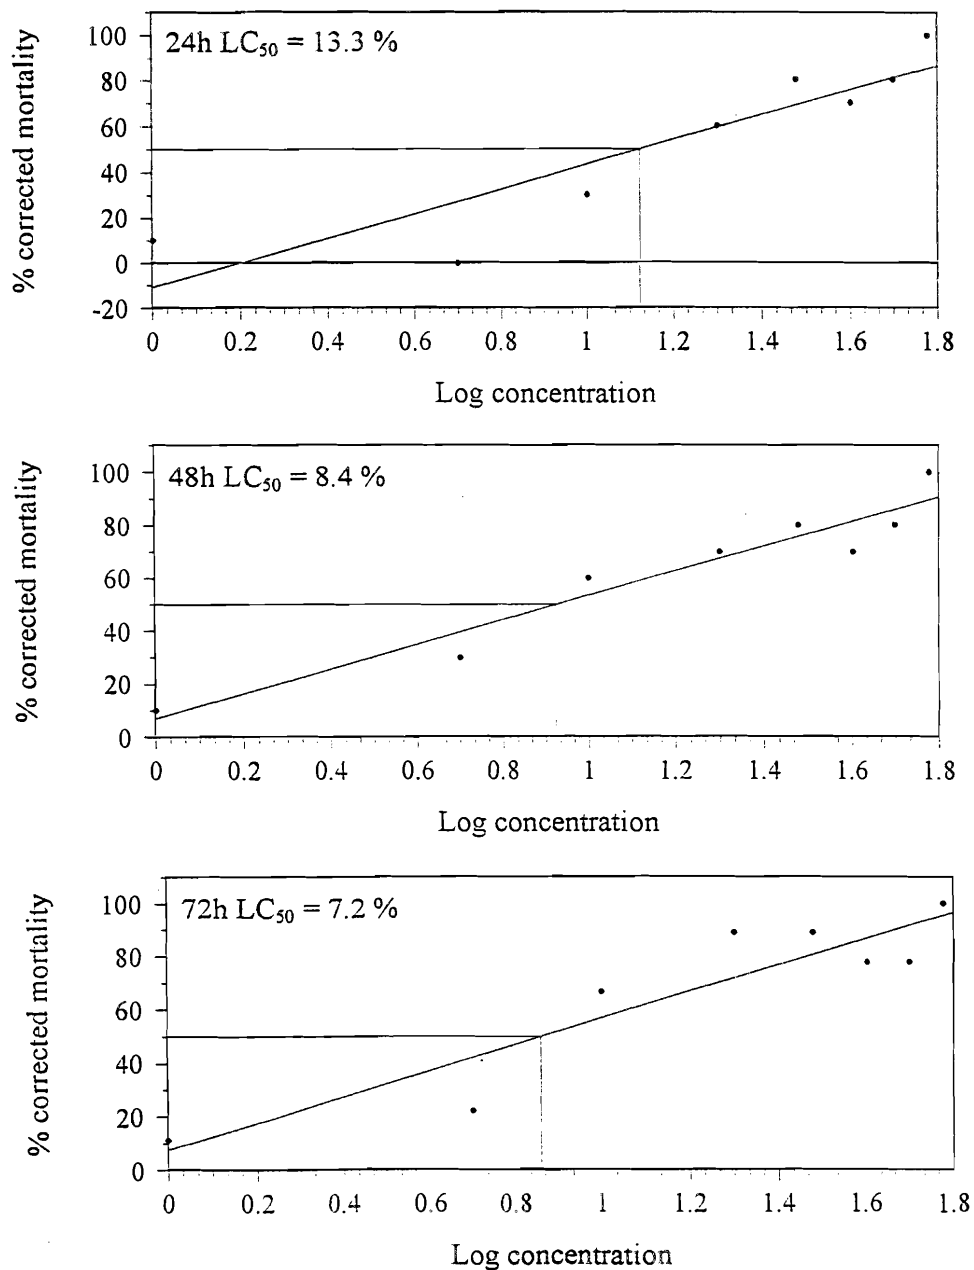 24h LC₅₀ = 13.3 %
% corrected mortality
100
80
60
40
20
0
-20
0 0.2 0.4 0.6 0.8 1 1.2 1.4 1.6 1.8
Log concentration
48h LC₅₀ = 8.4 %
% corrected mortality
100
80
60
40
20
0
0 0.2 0.4 0.6 0.8 1 1.2 1.4 1.6 1.8
Log concentration
72h LC₅₀ = 7.2 %
% corrected mortality
100
80
60
40
20
0
0 0.2 0.4 0.6 0.8 1 1.2 1.4 1.6 1.8
Log concentration